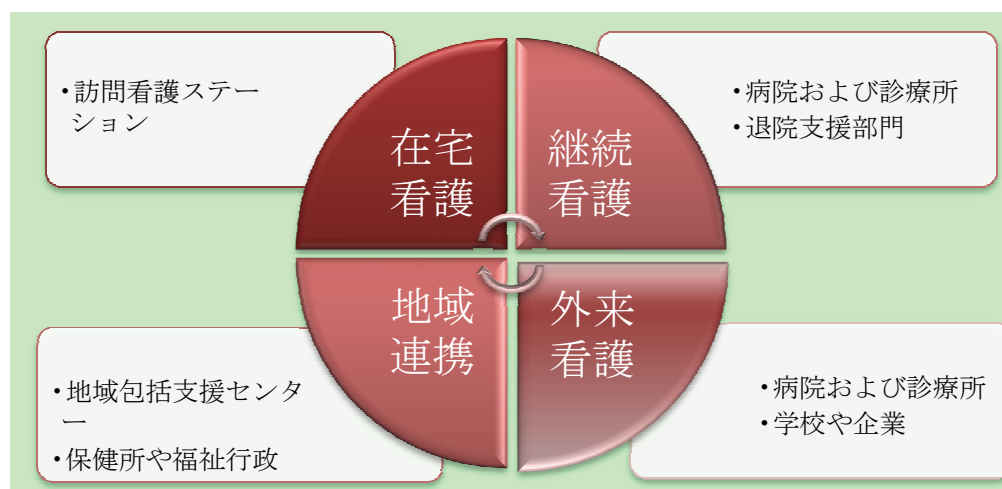 ・訪問看護ステー
ション
在宅
看護
継続
看護
・病院および診療所
・退院支援部門
地域
連携
外来
看護
・地域包括支援センタ
ー
・保健所や福祉行政
・病院および診療所
・学校や企業